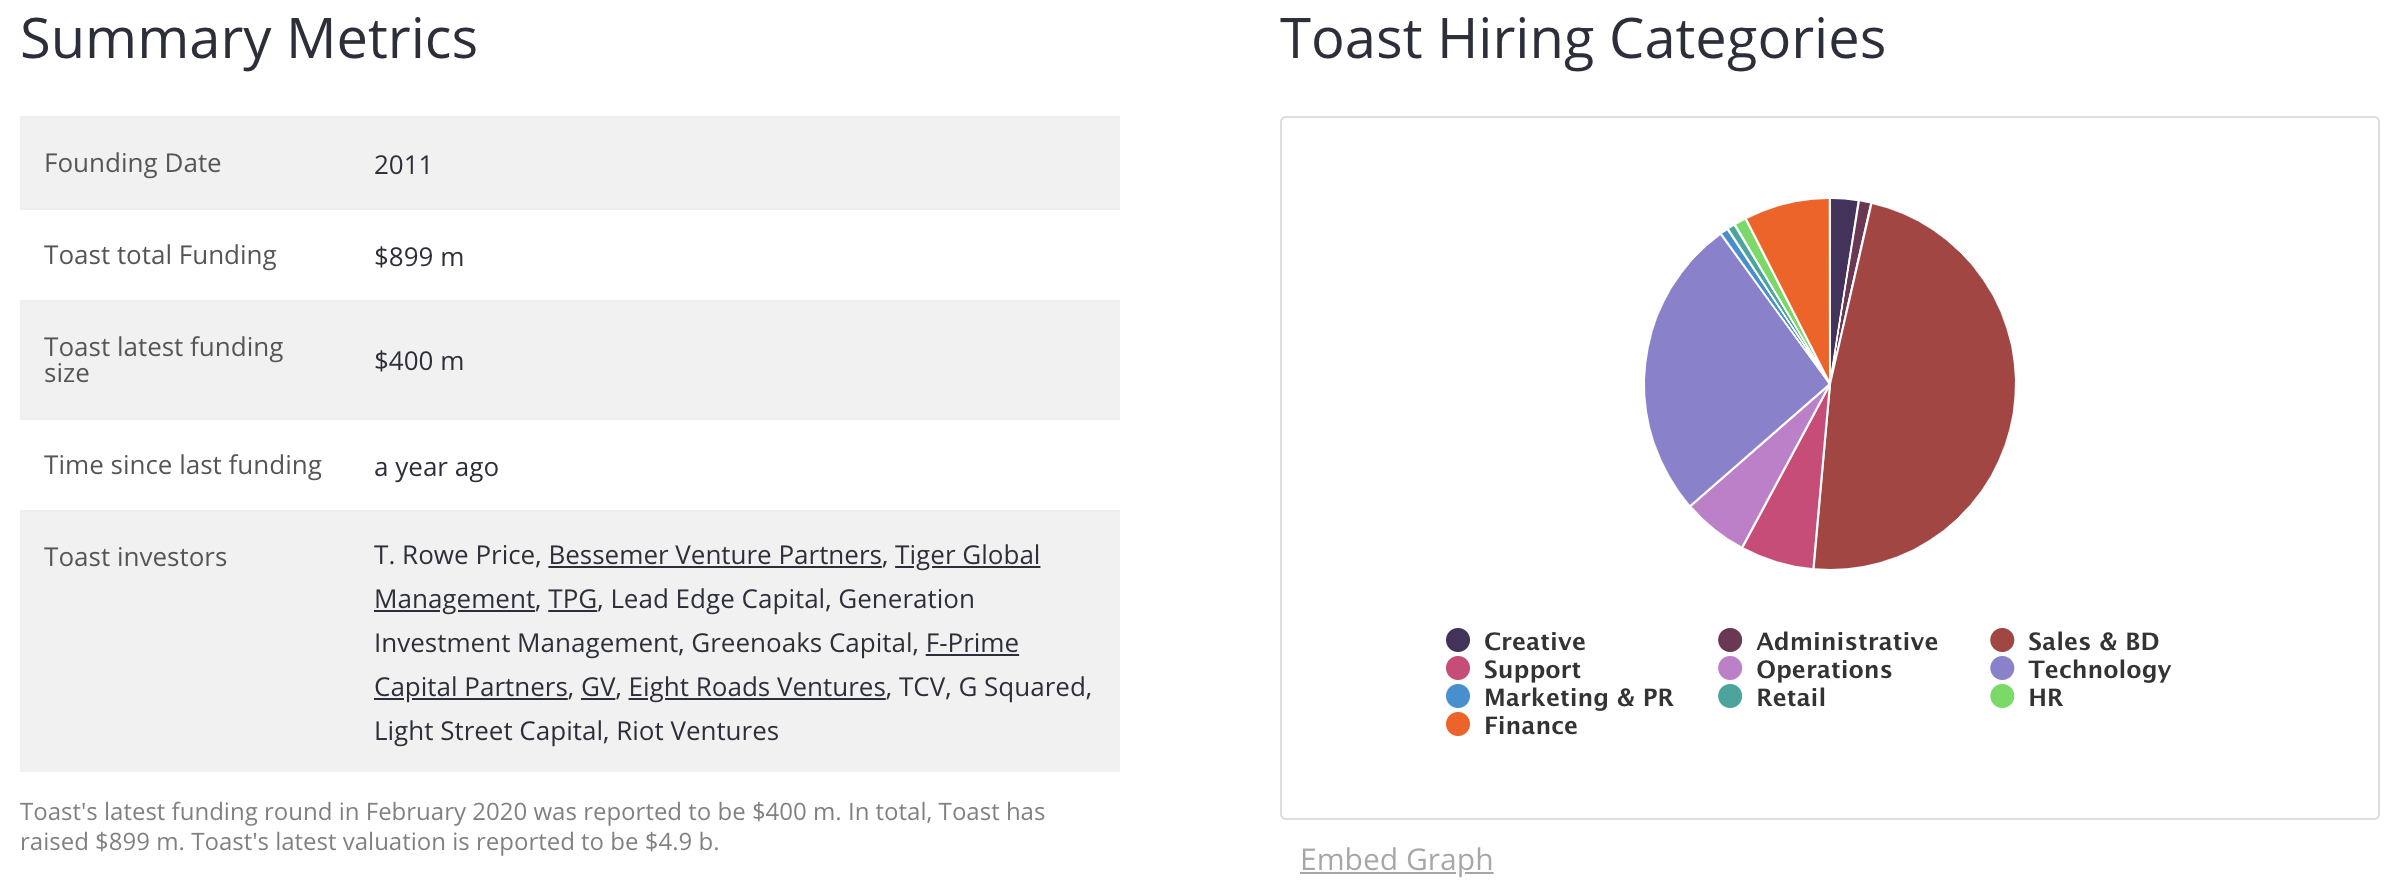 Summary Metrics
Founding Date
2011
Toast total Funding
$899 m
Toast latest funding
size
$400 m
Time since last funding
a year ago
Toast investors
T. Rowe Price, Bessemer Venture Partners, Tiger Global
Management, TPG, Lead Edge Capital, Generation
Investment Management, Greenoaks Capital, F-Prime
Capital Partners, GV, Eight Roads Ventures, TCV, G Squared,
Light Street Capital, Riot Ventures
Toast's latest funding round in February 2020 was reported to be $400 m. In total, Toast has
raised $899 m. Toast's latest valuation is reported to be $4.9 b.
Toast Hiring Categories
Creative
Administrative
Sales & BD
Support
Operations
Technology
Marketing & PR
Retail
HR
Finance
Embed Graph